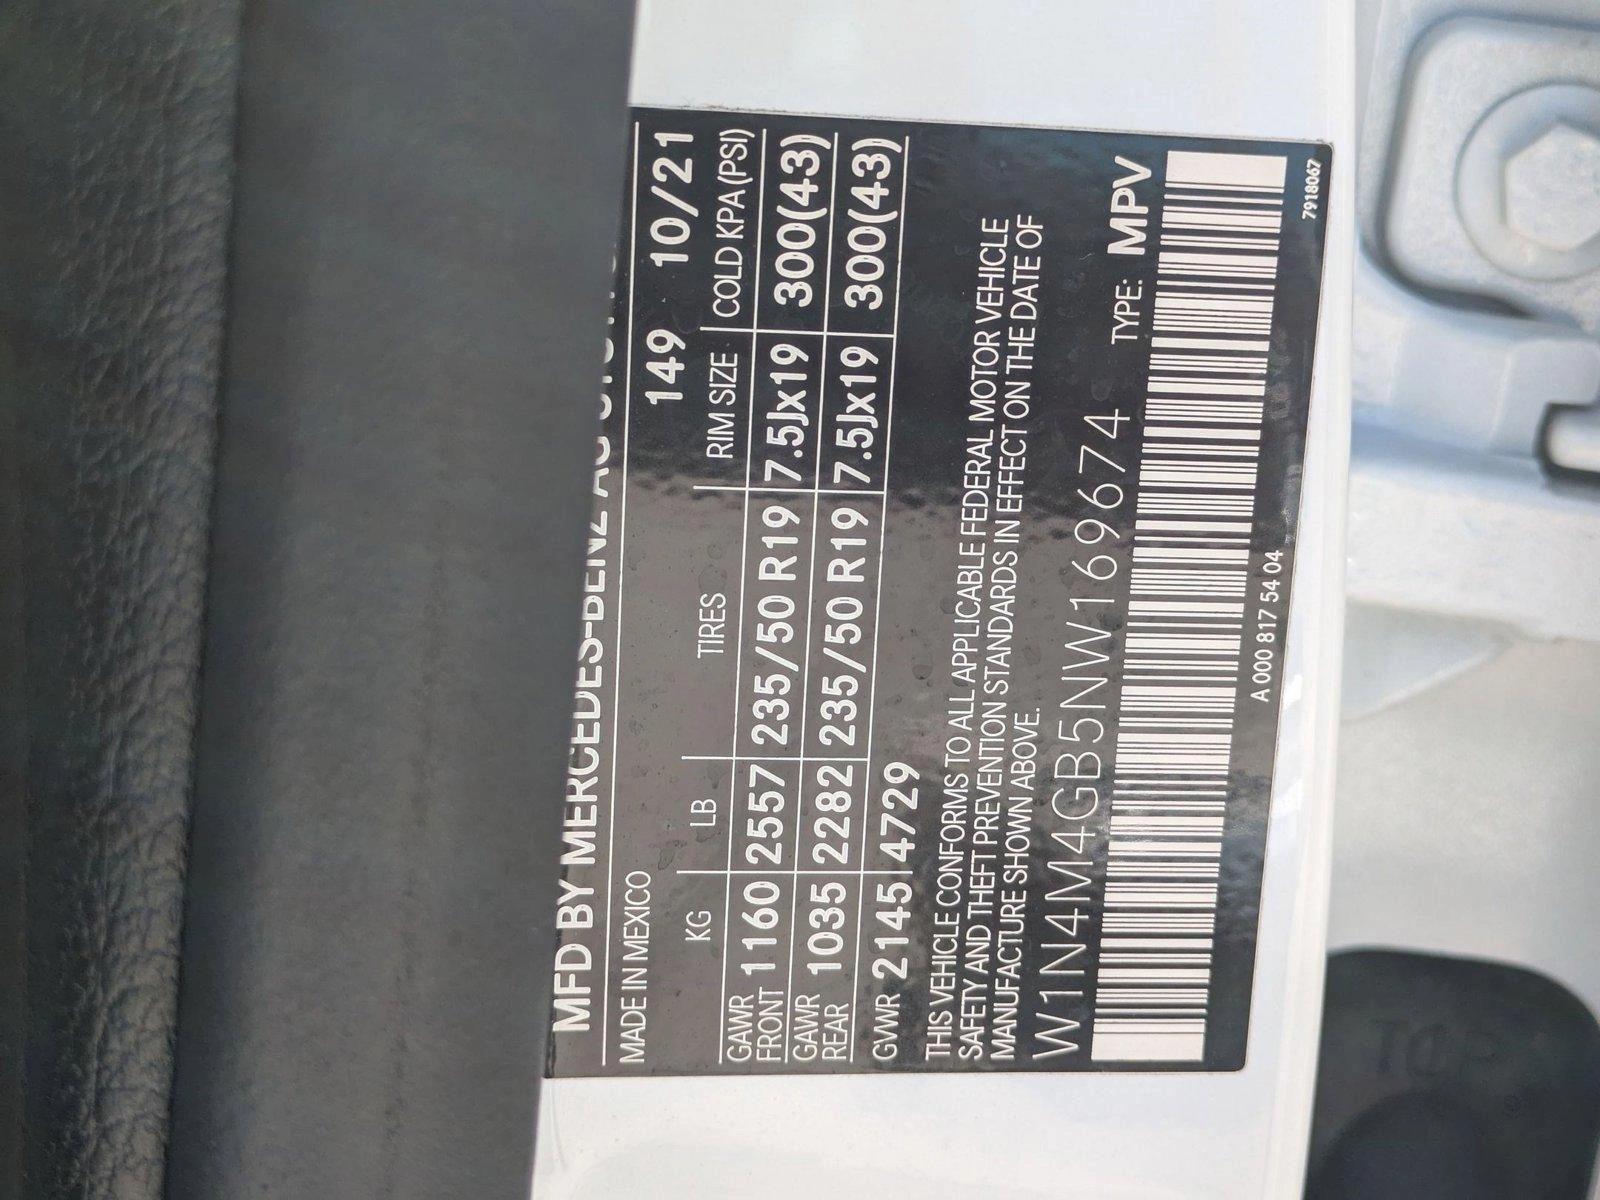 MFD BY MERCEDES-BENZ AG
MADE IN MEXICO 149 10/21
KG LB TIRES RIM SIZE COLD KPA(PSI)
GAWR FRONT 1160 2557 235/50 R19 7.5Jx19 300(43)
GAWR REAR 1035 2282 235/50 R19 7.5Jx19 300(43)
GVWR 2145 4729
THIS VEHICLE CONFORMS TO ALL APPLICABLE FEDERAL MOTOR VEHICLE
SAFETY AND THEFT PREVENTION STANDARDS IN EFFECT ON THE DATE OF
MANUFACTURE SHOWN ABOVE.
W1N4M4GB5NW169674 TYPE: MPV
A 000 817 54 04 7918067